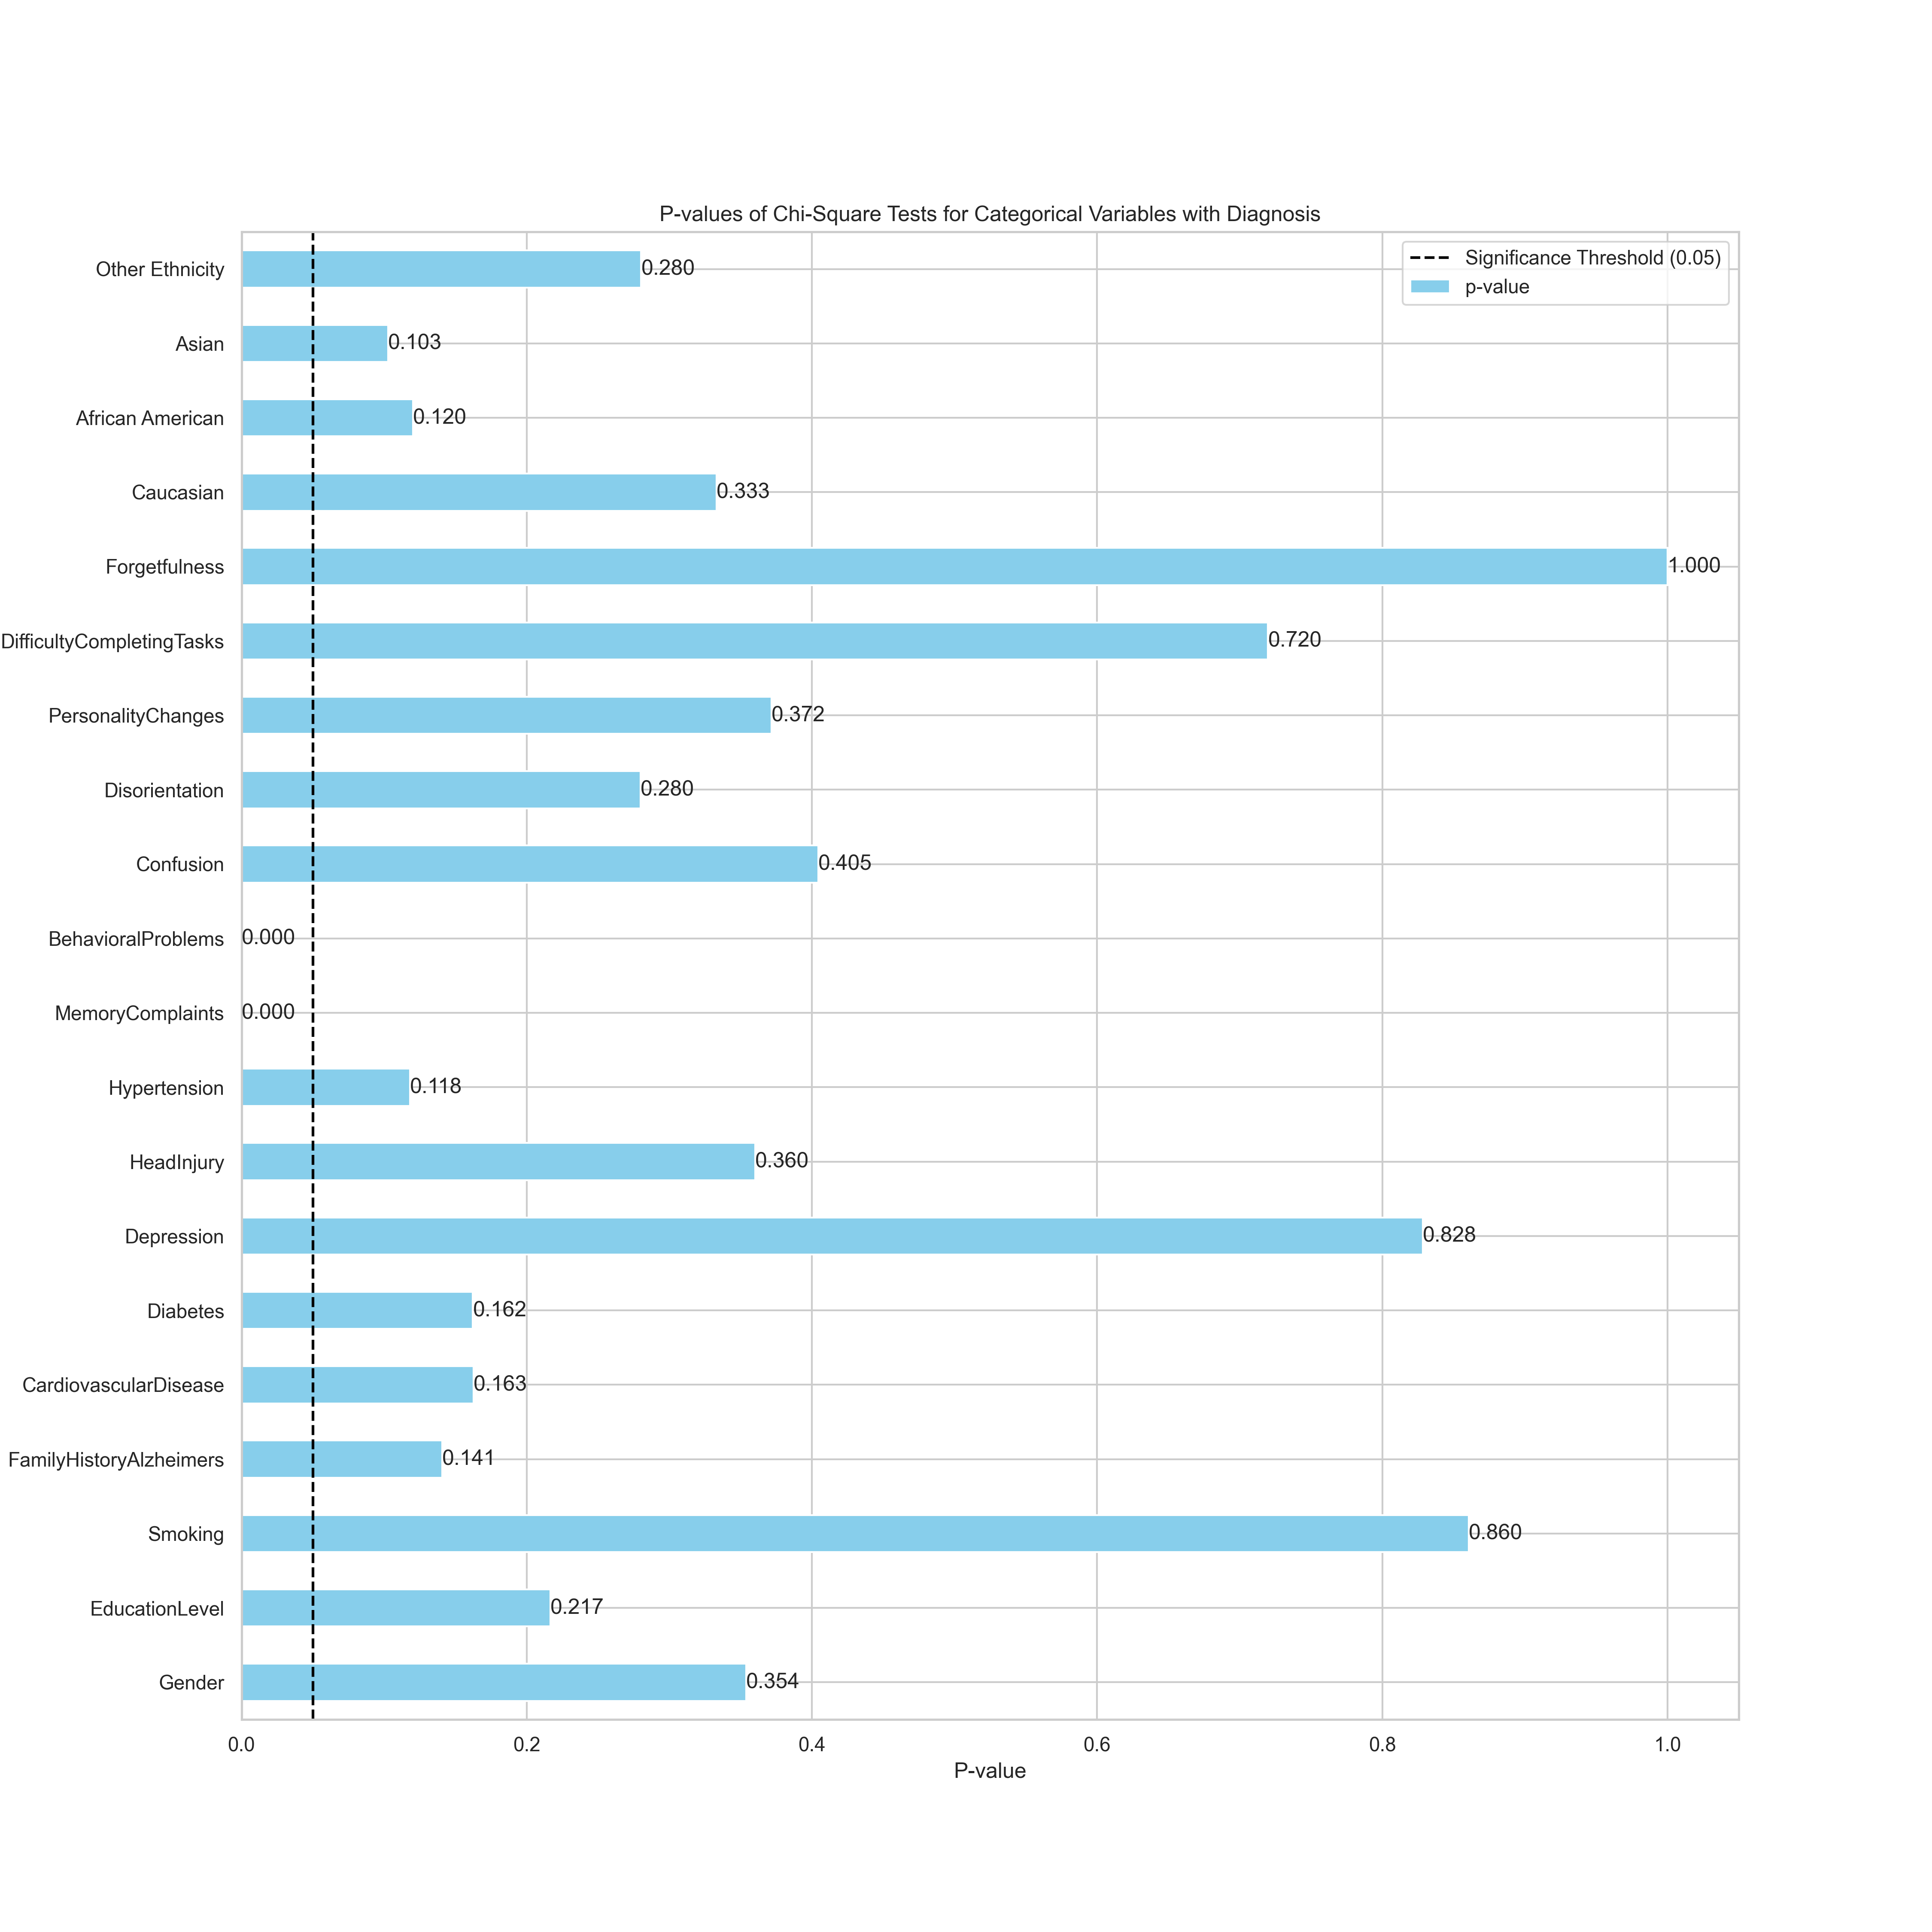 P-values of Chi-Square Tests for Categorical Variables with Diagnosis
Significance Threshold (0.05)
p-value
Other Ethnicity 0.280
Asian 0.103
African American 0.120
Caucasian 0.333
Forgetfulness 1.000
DifficultyCompletingTasks 0.720
PersonalityChanges 0.372
Disorientation 0.280
Confusion 0.405
BehavioralProblems 0.000
MemoryComplaints 0.000
Hypertension 0.118
HeadInjury 0.360
Depression 0.828
Diabetes 0.162
CardiovascularDisease 0.163
FamilyHistoryAlzheimers 0.141
Smoking 0.860
EducationLevel 0.217
Gender 0.354
0.0 0.2 0.4 0.6 0.8 1.0
P-value